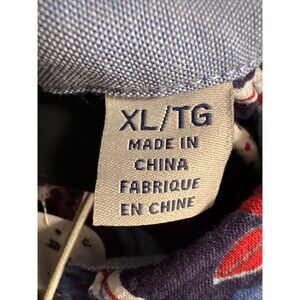 XL/TG
MADE IN
CHINA
FABRIQUE
EN CHINE